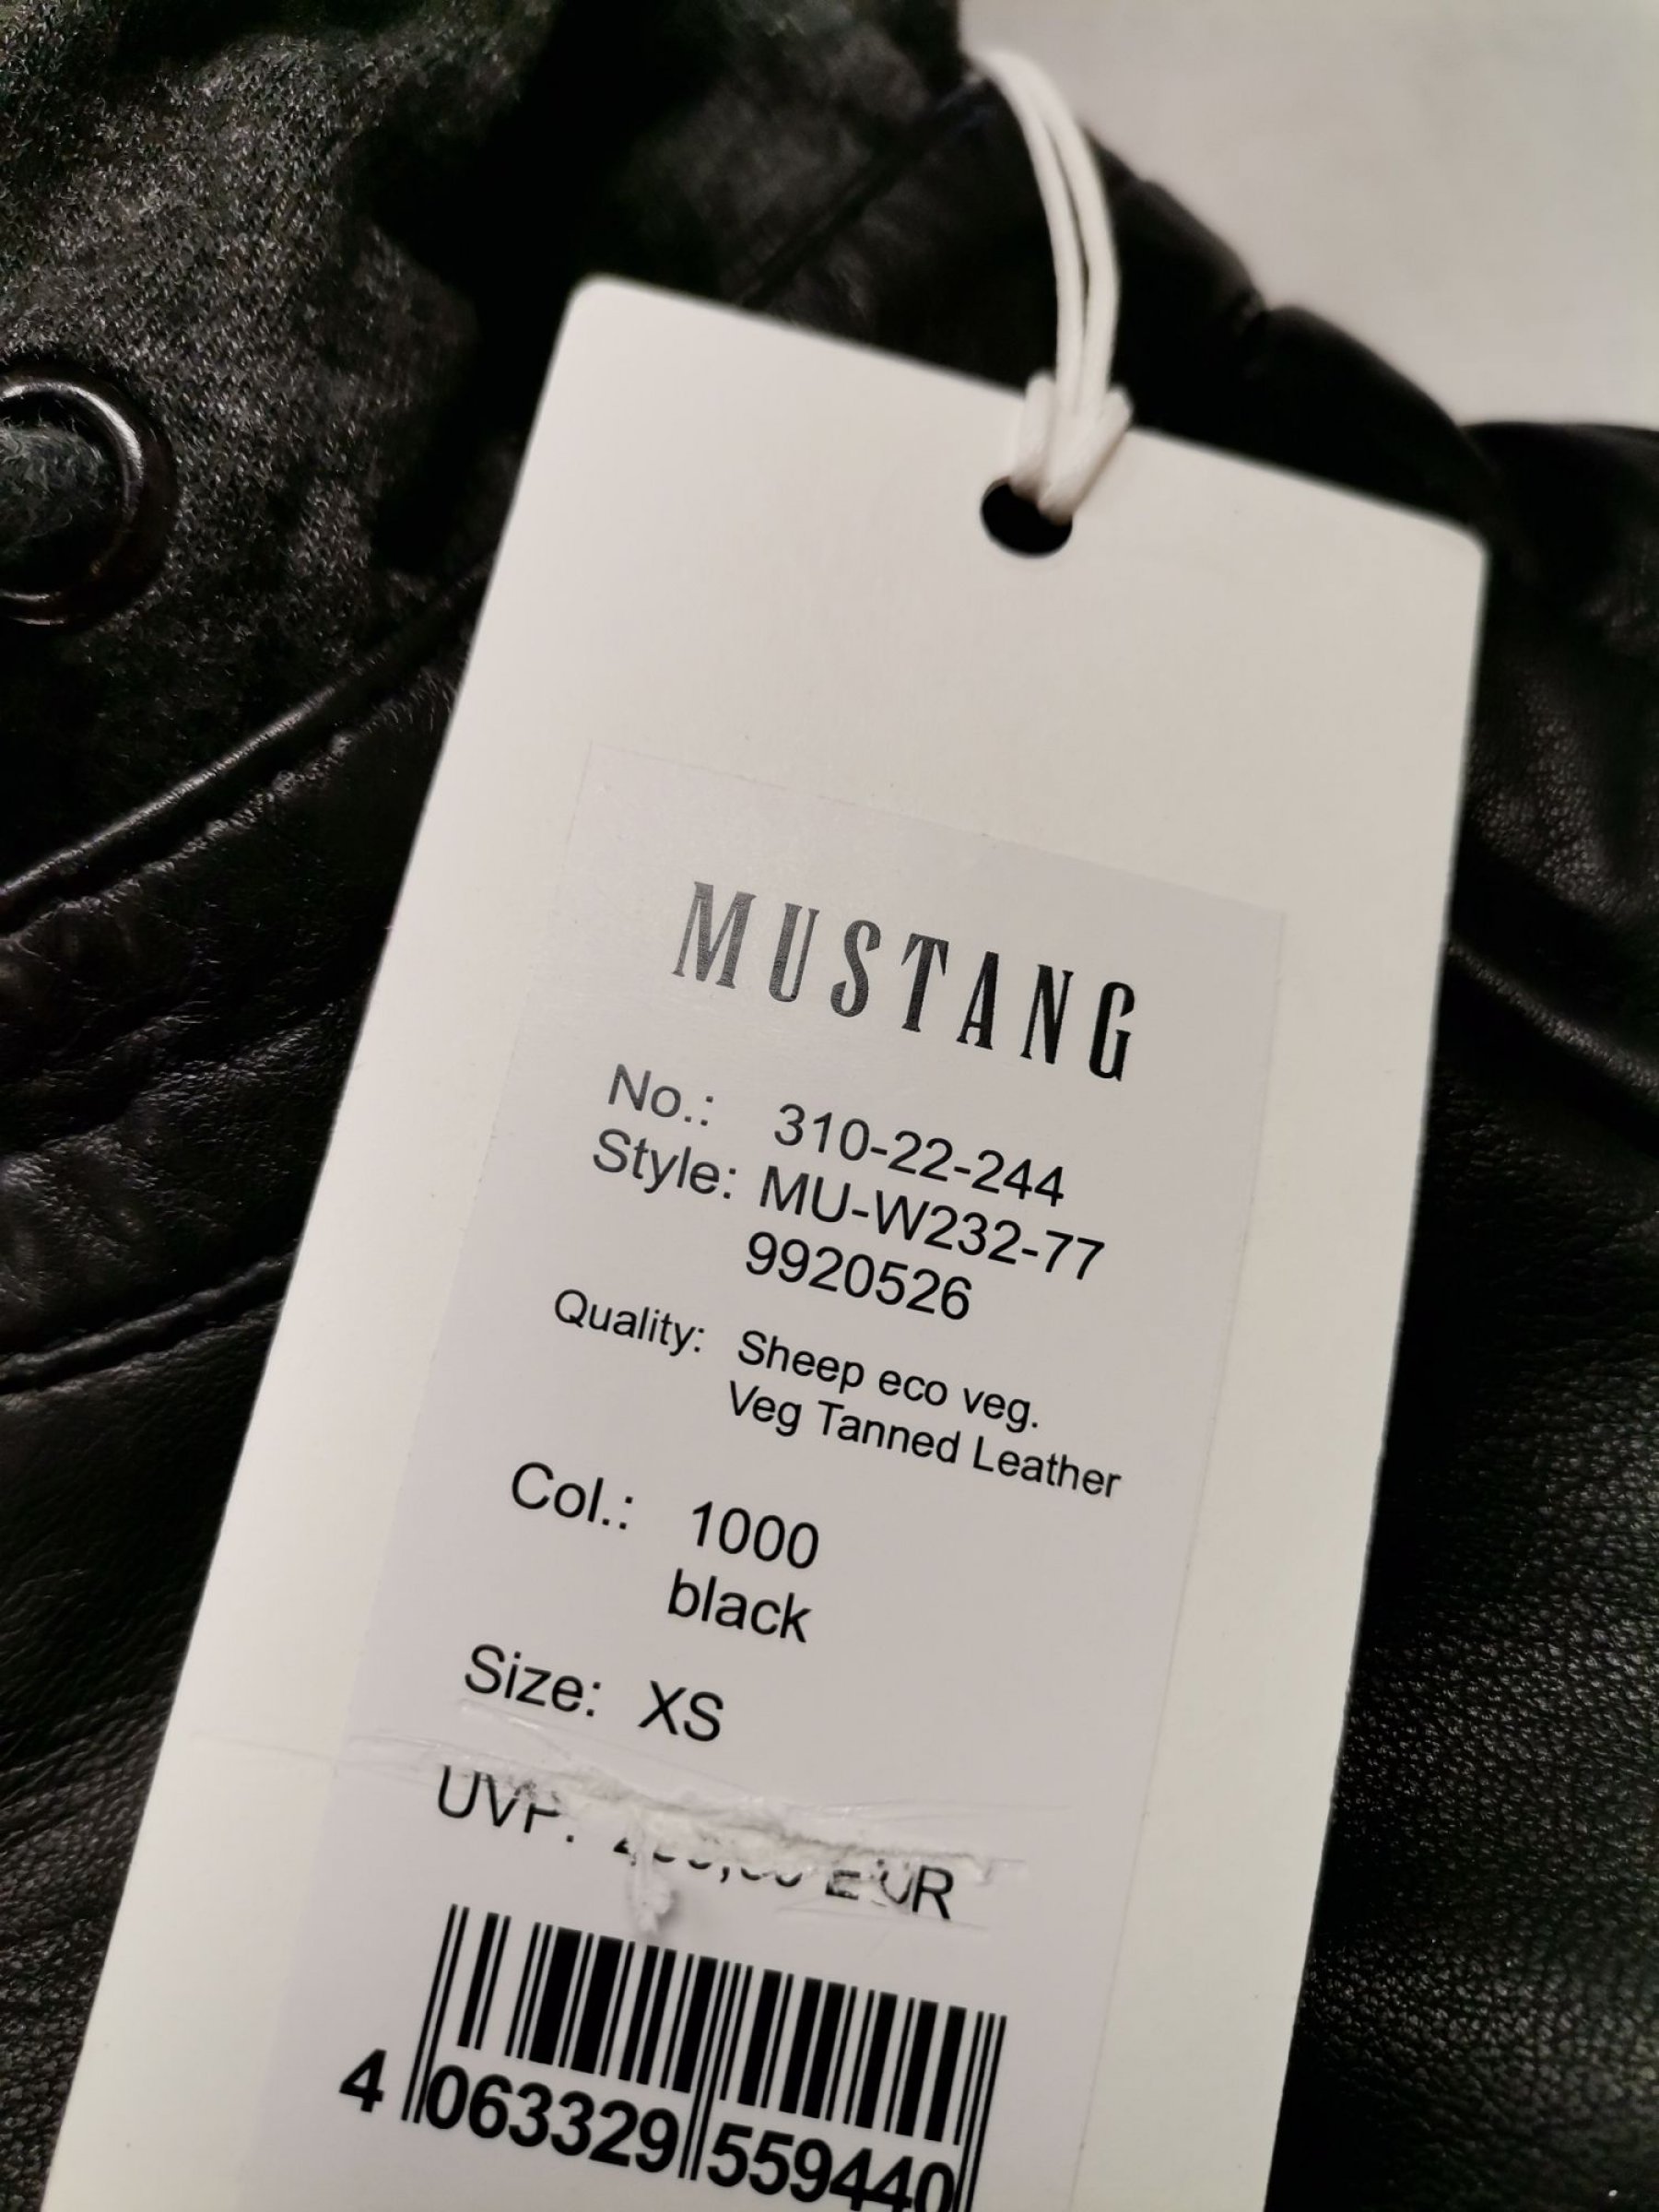 MUSTANG
No.: 310-22-244
Style: MU-W232-77
9920526
Quality: Sheep eco veg.
Veg Tanned Leather
Col.: 1000
black
Size: XS
UVP: EUR
4 063329 559440